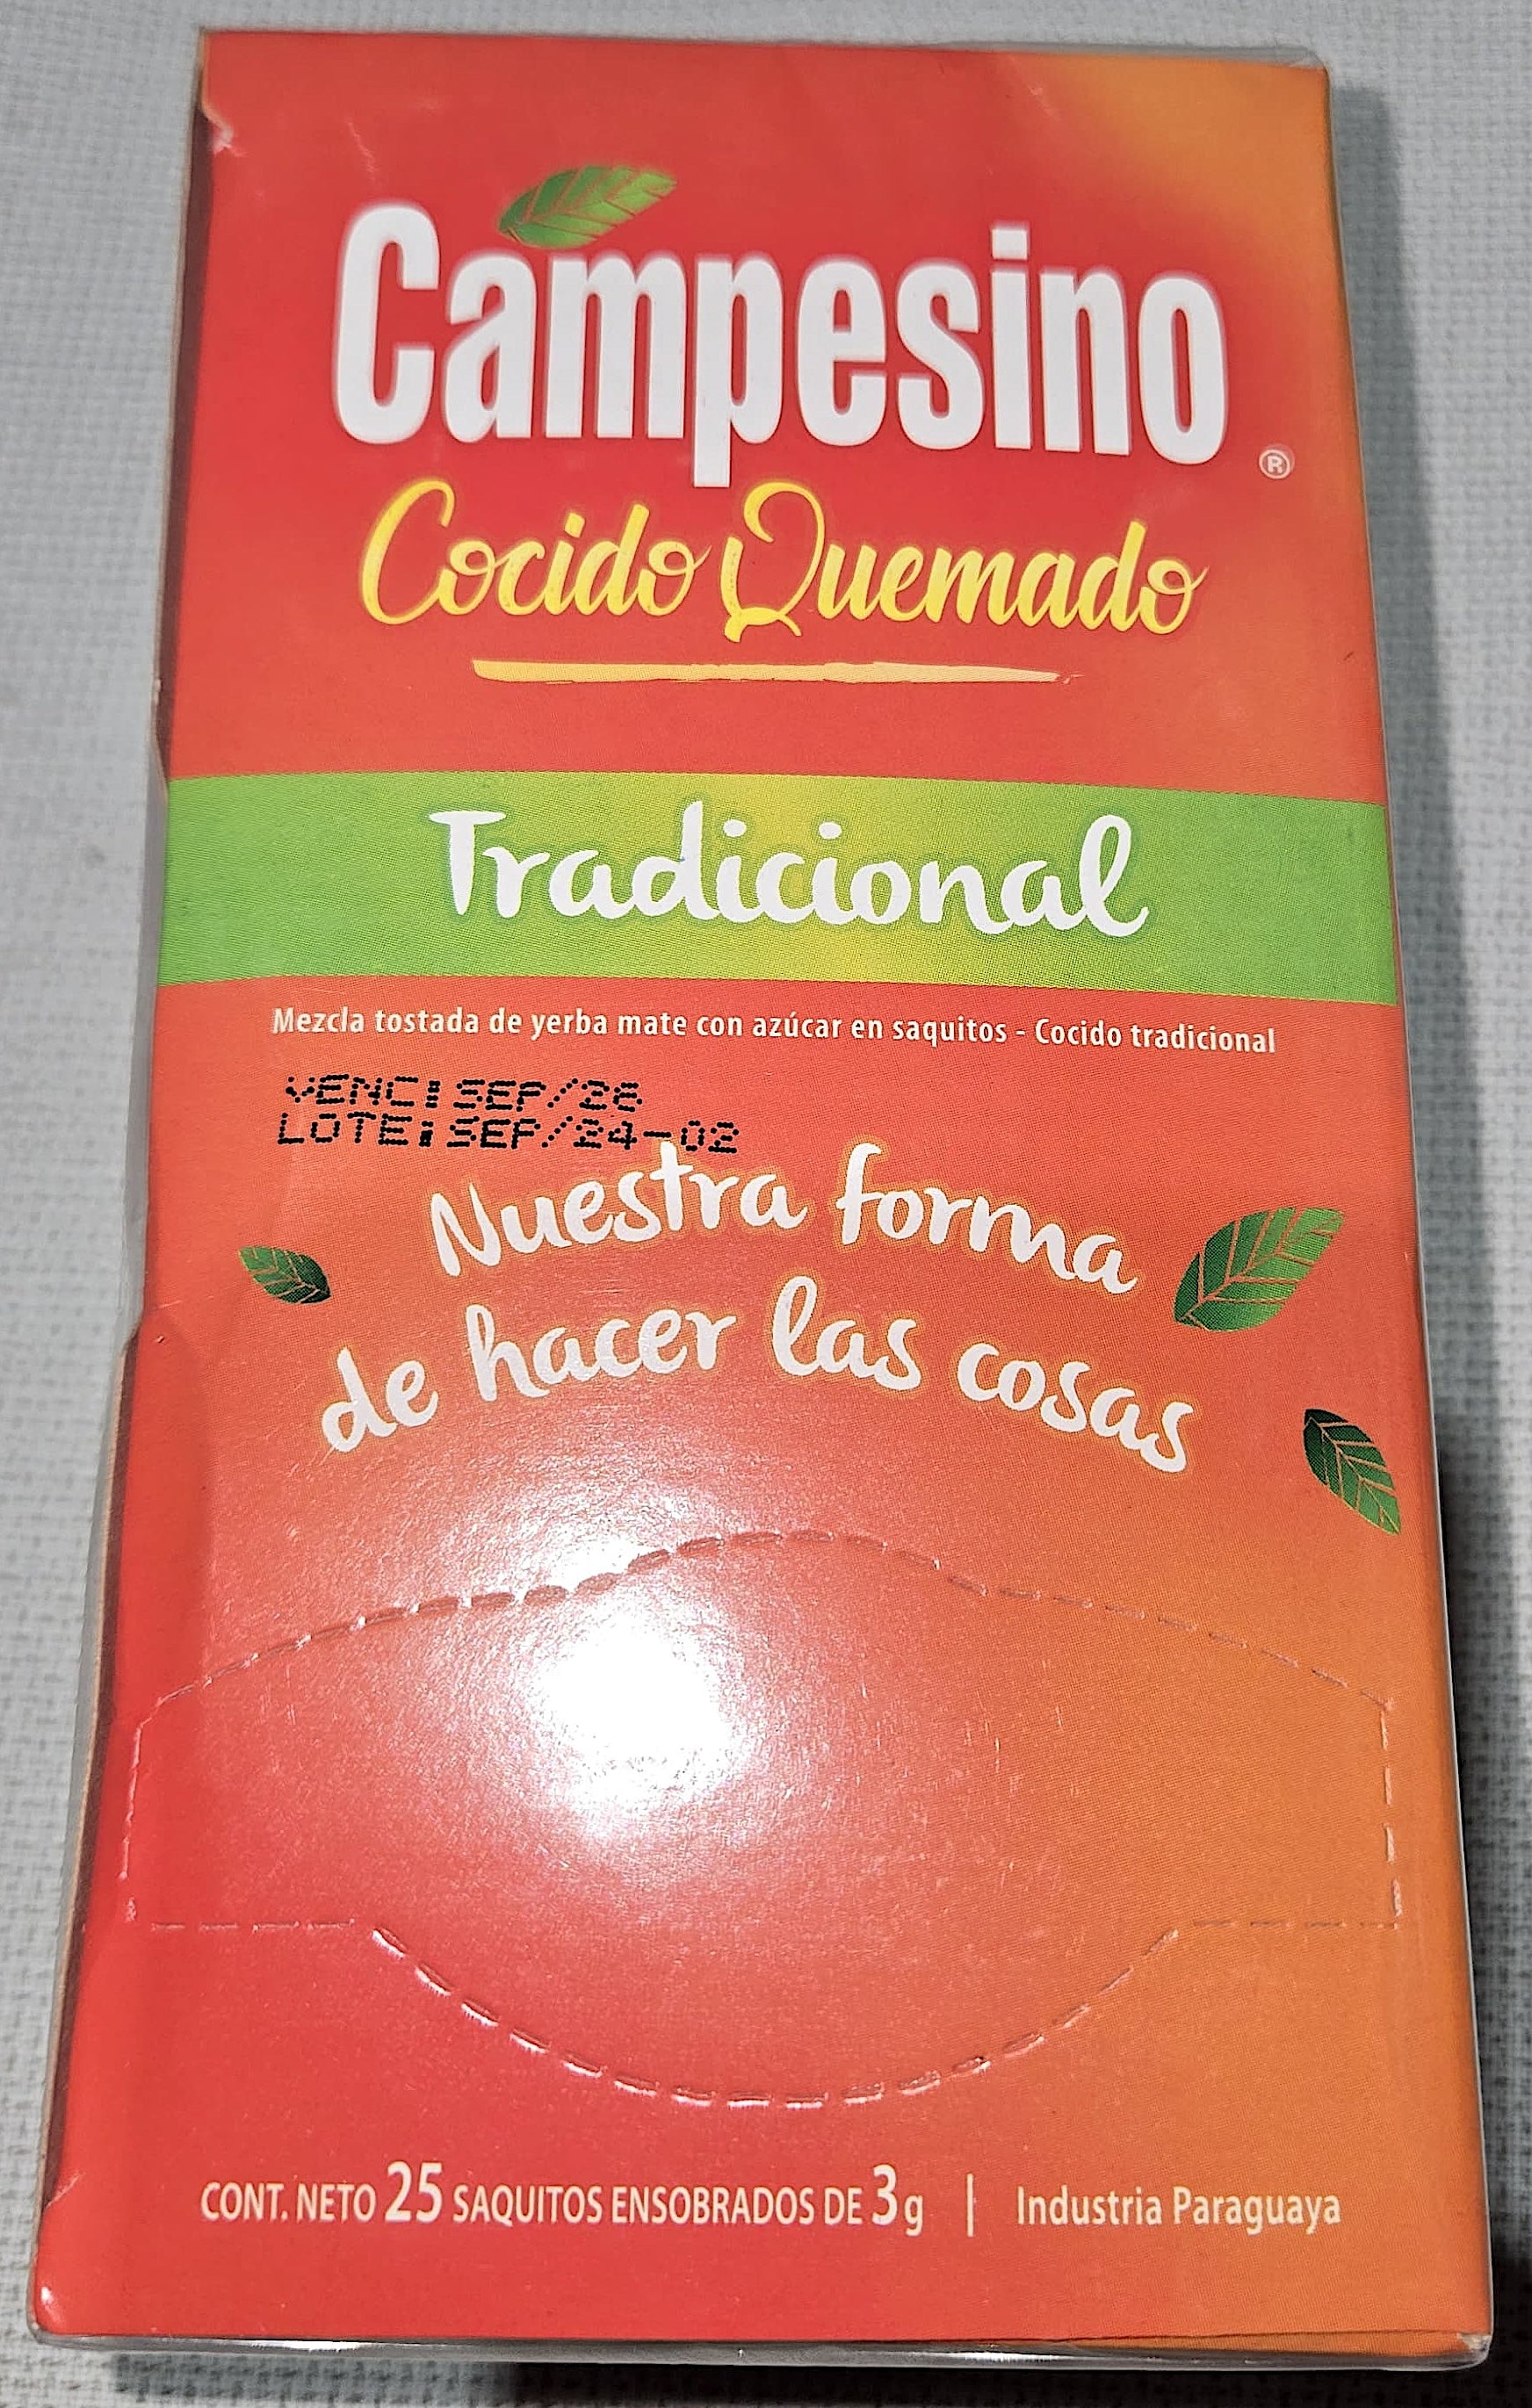 Campesino ®
Cocido Quemado
Tradicional
Mezcla tostada de yerba mate con azúcar en saquitos - Cocido tradicional
VENC:SEP/26
LOTE:SEP/24-02
Nuestra forma
de hacer las cosas
CONT. NETO 25 SAQUITOS ENSOBRADOS DE 3g | Industria Paraguaya